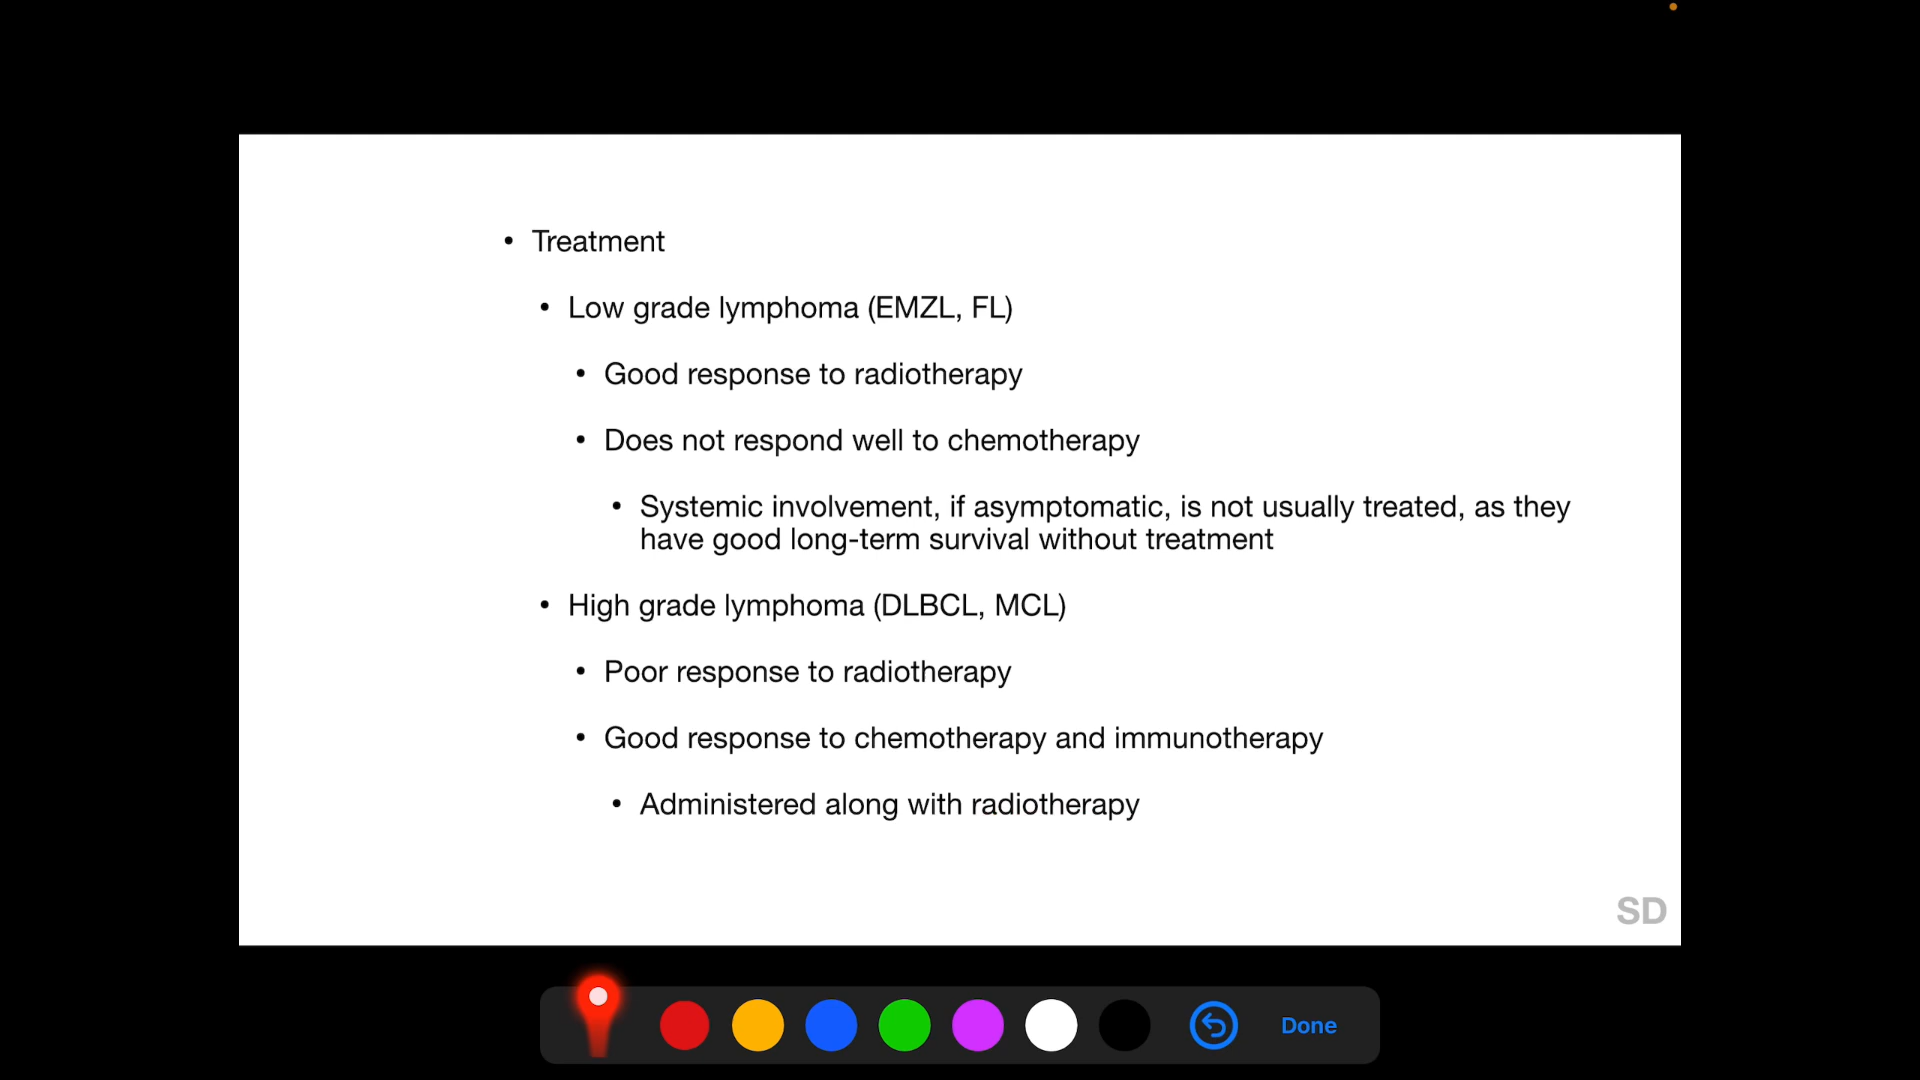 • Treatment
• Low grade lymphoma (EMZL, FL)
• Good response to radiotherapy
• Does not respond well to chemotherapy
• Systemic involvement, if asymptomatic, is not usually treated, as they
have good long-term survival without treatment
• High grade lymphoma (DLBCL, MCL)
• Poor response to radiotherapy
• Good response to chemotherapy and immunotherapy
• Administered along with radiotherapy
SD
Done